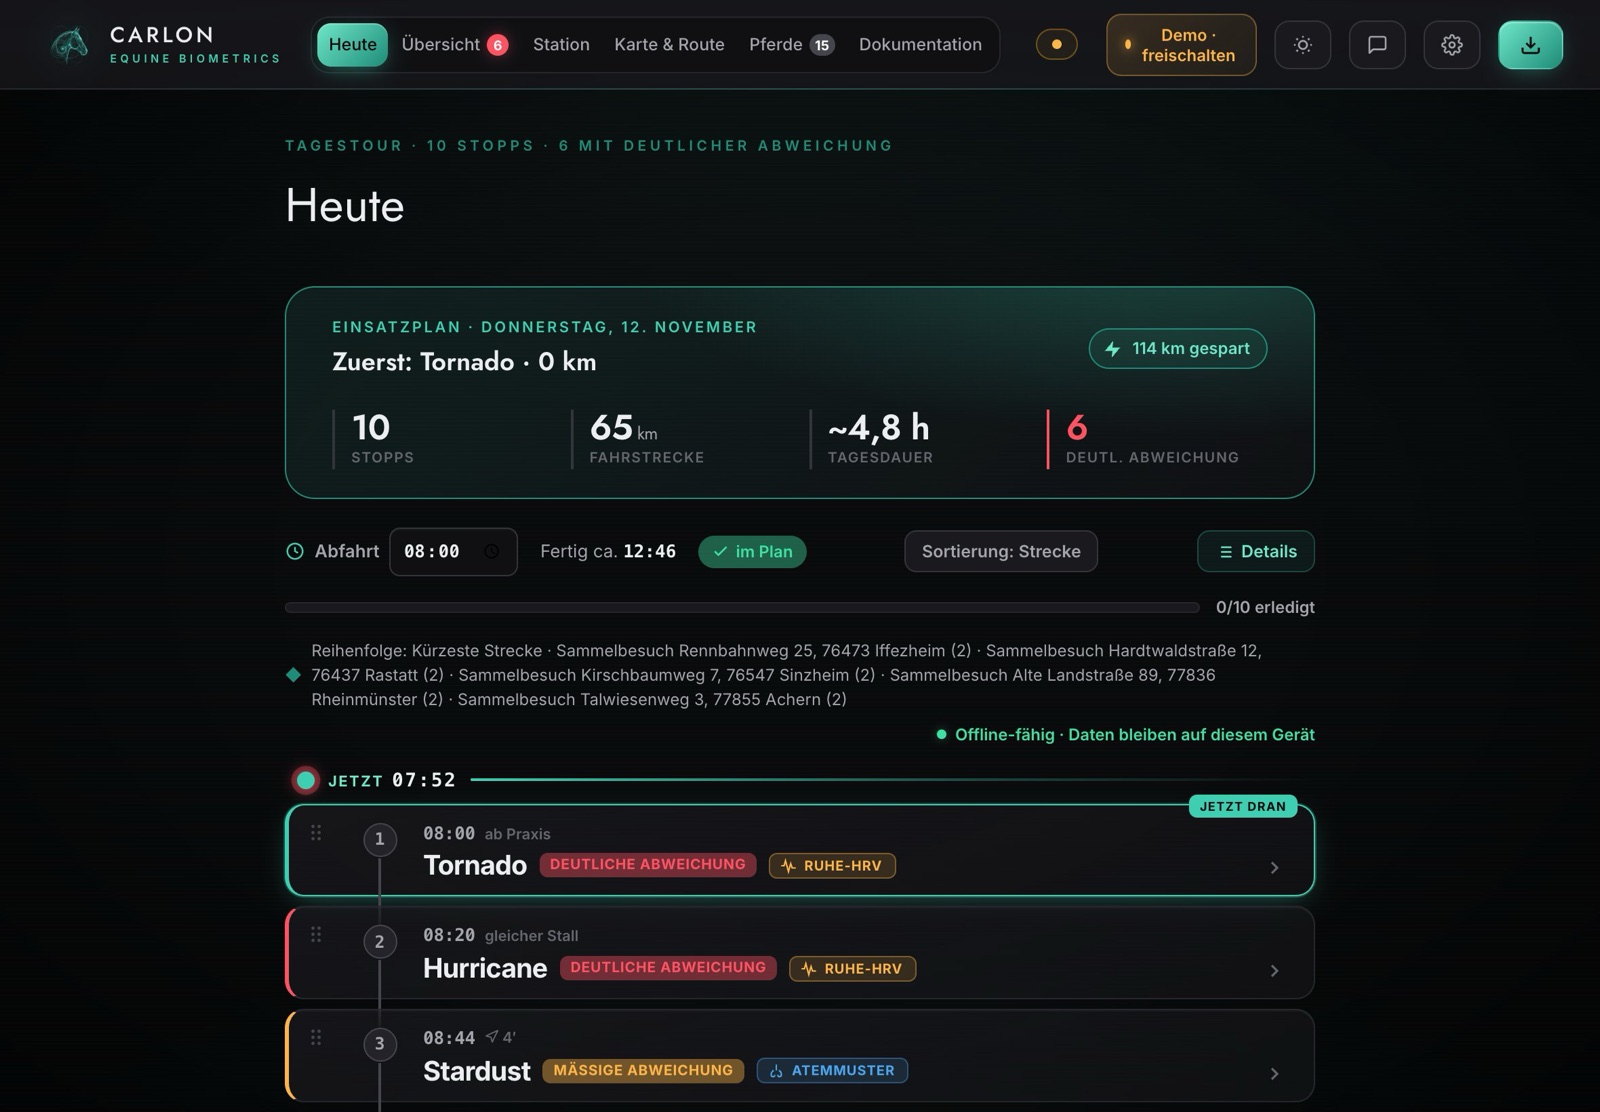 CARLON
EQUINE BIOMETRICS
Heute
Übersicht 6
Station
Karte & Route
Pferde 15
Dokumentation
Demo ·
freischalten
TAGESTOUR · 10 STOPPS · 6 MIT DEUTLICHER ABWEICHUNG
Heute
EINSATZPLAN · DONNERSTAG, 12. NOVEMBER
Zuerst: Tornado · 0 km
114 km gespart
10
STOPPS
65 km
FAHRSTRECKE
~4,8 h
TAGESDAUER
6
DEUTL. ABWEICHUNG
Abfahrt 08:00 Fertig ca. 12:46 im Plan
Sortierung: Strecke
Details
0/10 erledigt
Reihenfolge: Kürzeste Strecke · Sammelbesuch Rennbahnweg 25, 76473 Iffezheim (2) · Sammelbesuch Hardtwaldstraße 12,
76437 Rastatt (2) · Sammelbesuch Kirschbaumweg 7, 76547 Sinzheim (2) · Sammelbesuch Alte Landstraße 89, 77836
Rheinmünster (2) · Sammelbesuch Talwiesenweg 3, 77855 Achern (2)
Offline-fähig · Daten bleiben auf diesem Gerät
JETZT 07:52
JETZT DRAN
1
08:00 ab Praxis
Tornado DEUTLICHE ABWEICHUNG RUHE-HRV
2
08:20 gleicher Stall
Hurricane DEUTLICHE ABWEICHUNG RUHE-HRV
3
08:44 4'
Stardust MÄSSIGE ABWEICHUNG ATEMMUSTER